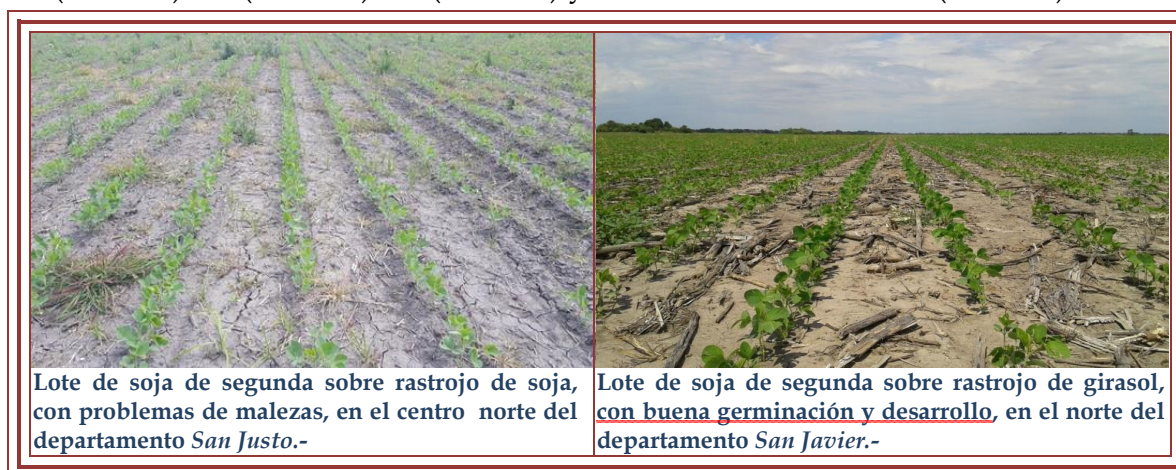 Lote de soja de segunda sobre rastrojo de soja,
con problemas de malezas, en el centro norte del
departamento San Justo.-
Lote de soja de segunda sobre rastrojo de girasol,
con buena germinación y desarrollo, en el norte del
departamento San Javier.-